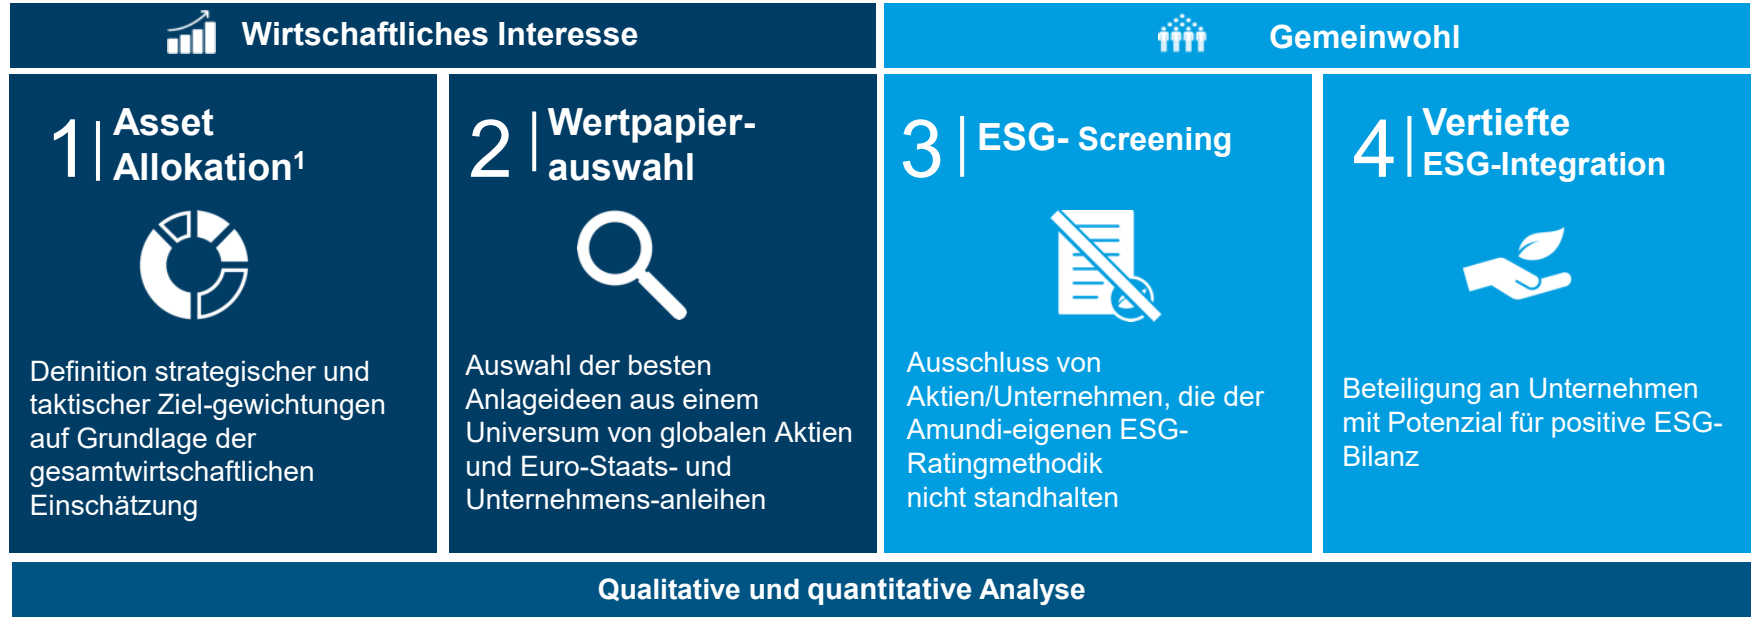 Wirtschaftliches Interesse
Gemeinwohl
1
Asset
Allokation¹
Definition strategischer und
taktischer Ziel-gewichtungen
auf Grundlage der
gesamtwirtschaftlichen
Einschätzung
2
Wertpapier-
auswahl
Auswahl der besten
Anlageideen aus einem
Universum von globalen Aktien
und Euro-Staats- und
Unternehmens-anleihen
3
ESG- Screening
Ausschluss von
Aktien/Unternehmen, die der
Amundi-eigenen ESG-
Ratingmethodik
nicht standhalten
4
Vertiefte
ESG-Integration
Beteiligung an Unternehmen
mit Potenzial für positive ESG-
Bilanz
Qualitative und quantitative Analyse